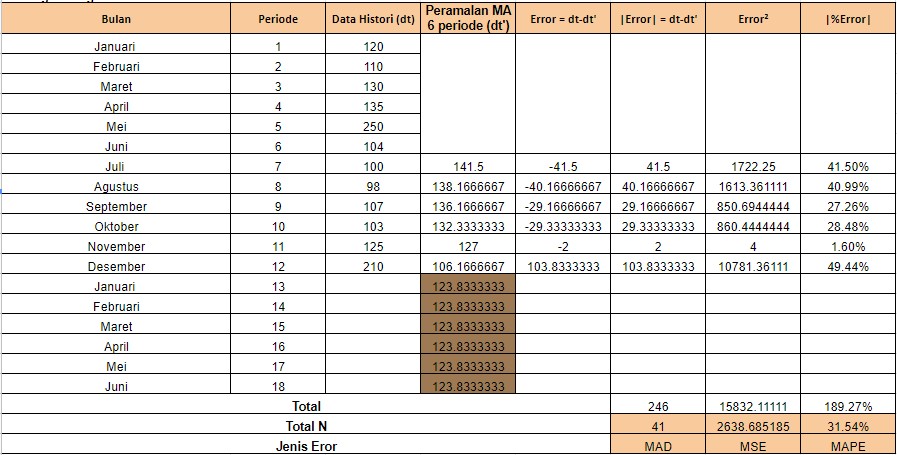 Bulan Periode Data Histori (dt) Peramalan MA 6 periode (dt') Error = dt-dt' |Error| = dt-dt' Error² |%Error|
Januari 1 120
Februari 2 110
Maret 3 130
April 4 135
Mei 5 250
Juni 6 104
Juli 7 100 141.5 -41.5 41.5 1722.25 41.50%
Agustus 8 98 138.1666667 -40.16666667 40.16666667 1613.361111 40.99%
September 9 107 136.1666667 -29.16666667 29.16666667 850.6944444 27.26%
Oktober 10 103 132.3333333 -29.33333333 29.33333333 860.4444444 28.48%
November 11 125 127 -2 2 4 1.60%
Desember 12 210 106.1666667 103.8333333 103.8333333 10781.36111 49.44%
Januari 13 123.8333333
Februari 14 123.8333333
Maret 15 123.8333333
April 16 123.8333333
Mei 17 123.8333333
Juni 18 123.8333333
Total 246 15832.11111 189.27%
Total N 41 2638.685185 31.54%
Jenis Eror MAD MSE MAPE